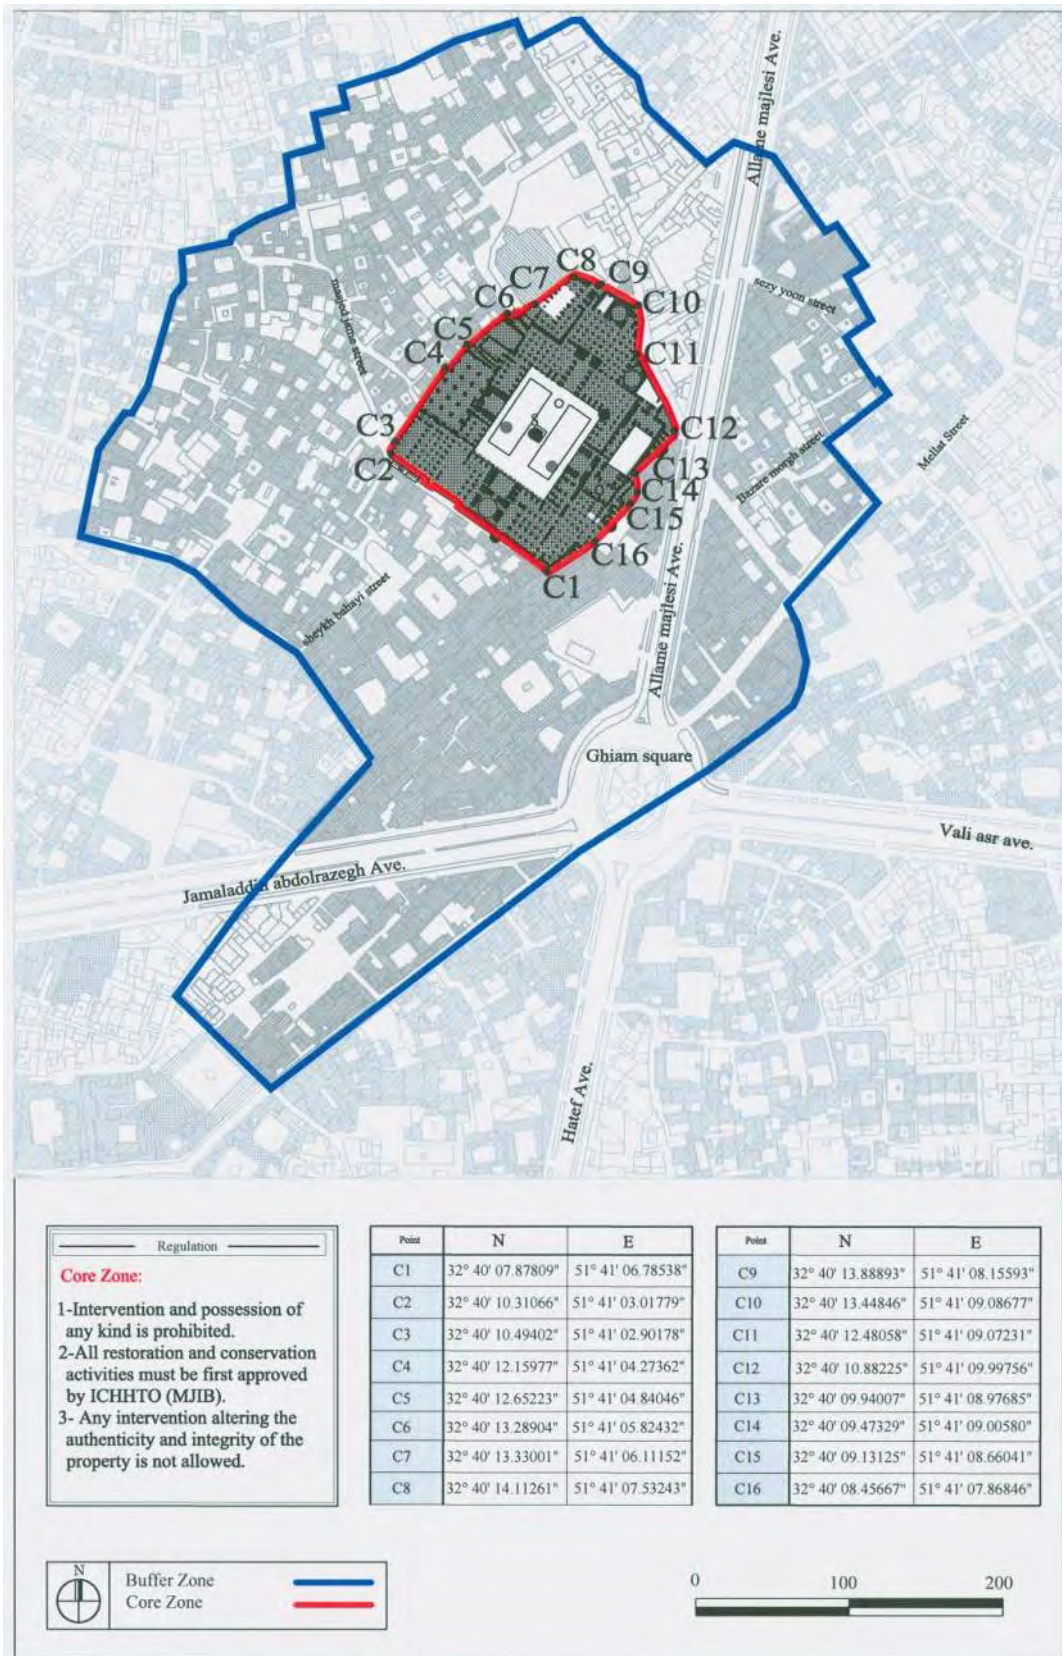 Allame majlesi Ave.
Allame majlesi Ave.
C8
C7
C9
C6
C10
sezy yoon street
masjed jame street
C5
C11
C4
C3
C12
C2
C13
Bazare morgh street
Mellat Street
C14
C15
C16
C1
sheykh bahayi street
Allame majlesi Ave.
Ghiam square
Vali asr ave.
Jamaladdin abdolrazegh Ave.
Hatef Ave.
Regulation
Core Zone:
1-Intervention and possession of
any kind is prohibited.
2-All restoration and conservation
activities must be first approved
by ICHHTO (MJIB).
3- Any intervention altering the
authenticity and integrity of the
property is not allowed.
Point N E
C1 32° 40' 07.87809" 51° 41' 06.78538"
C2 32° 40' 10.31066" 51° 41' 03.01779"
C3 32° 40' 10.49402" 51° 41' 02.90178"
C4 32° 40' 12.15977" 51° 41' 04.27362"
C5 32° 40' 12.65223" 51° 41' 04.84046"
C6 32° 40' 13.28904" 51° 41' 05.82432"
C7 32° 40' 13.33001" 51° 41' 06.11152"
C8 32° 40' 14.11261" 51° 41' 07.53243"
Point N E
C9 32° 40' 13.88893" 51° 41' 08.15593"
C10 32° 40' 13.44846" 51° 41' 09.08677"
C11 32° 40' 12.48058" 51° 41' 09.07231"
C12 32° 40' 10.88225" 51° 41' 09.99756"
C13 32° 40' 09.94007" 51° 41' 08.97685"
C14 32° 40' 09.47329" 51° 41' 09.00580"
C15 32° 40' 09.13125" 51° 41' 08.66041"
C16 32° 40' 08.45667" 51° 41' 07.86846"
N
Buffer Zone
Core Zone
0 100 200